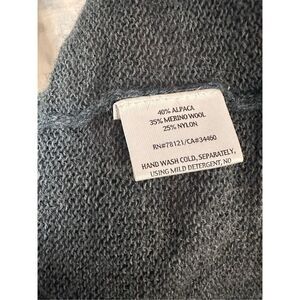 40% ALPACA
35% MERINO WOOL
25% NYLON
RN#78121/CA#34460
HAND WASH COLD, SEPARATELY,
USING MILD DETERGENT, NO